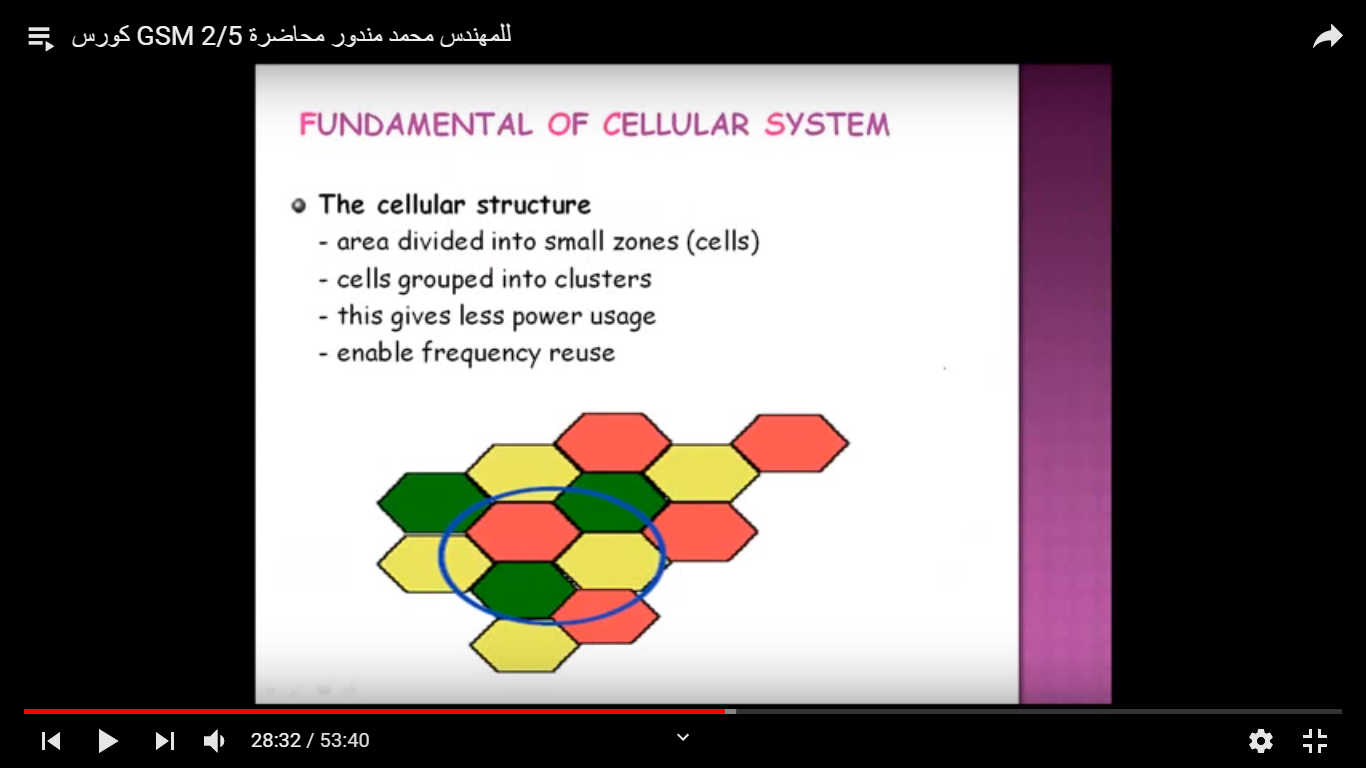 كورس GSM 2/5 للمهندس محمد مندور محاضرة
FUNDAMENTAL OF CELLULAR SYSTEM
The cellular structure
- area divided into small zones (cells)
- cells grouped into clusters
- this gives less power usage
- enable frequency reuse
28:32 / 53:40